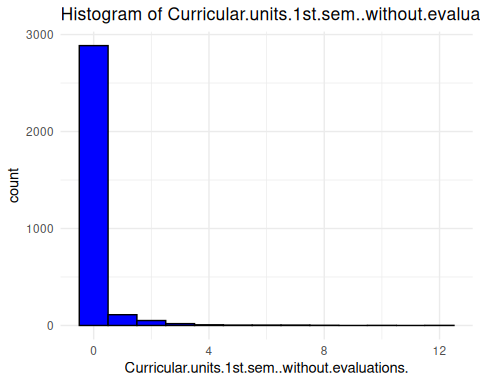 Histogram of Curricular.units.1st.sem..without.evalua
3000
2000
1000
0
count
0 4 8 12
Curricular.units.1st.sem..without.evaluations.